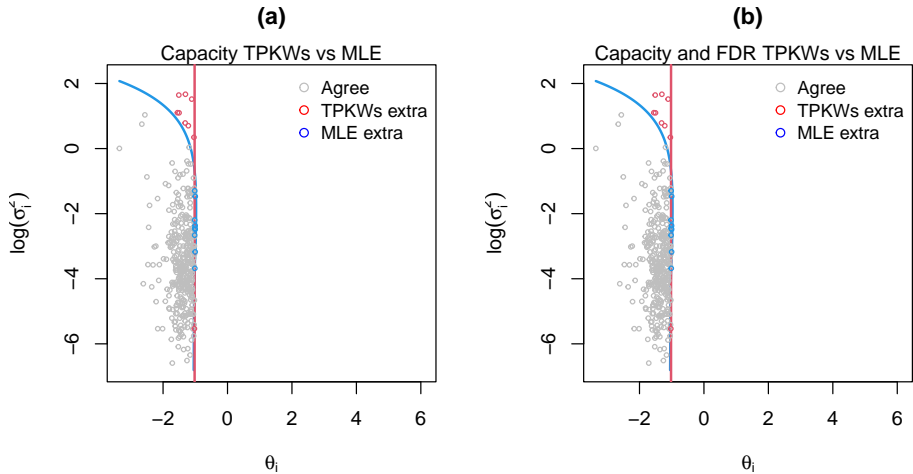 (a)
Capacity TPKWs vs MLE
Agree
TPKWs extra
MLE extra
2
0
−2
−4
−6
log(σᵢ²)
−2 0 2 4 6
θᵢ
(b)
Capacity and FDR TPKWs vs MLE
Agree
TPKWs extra
MLE extra
2
0
−2
−4
−6
log(σᵢ²)
−2 0 2 4 6
θᵢ